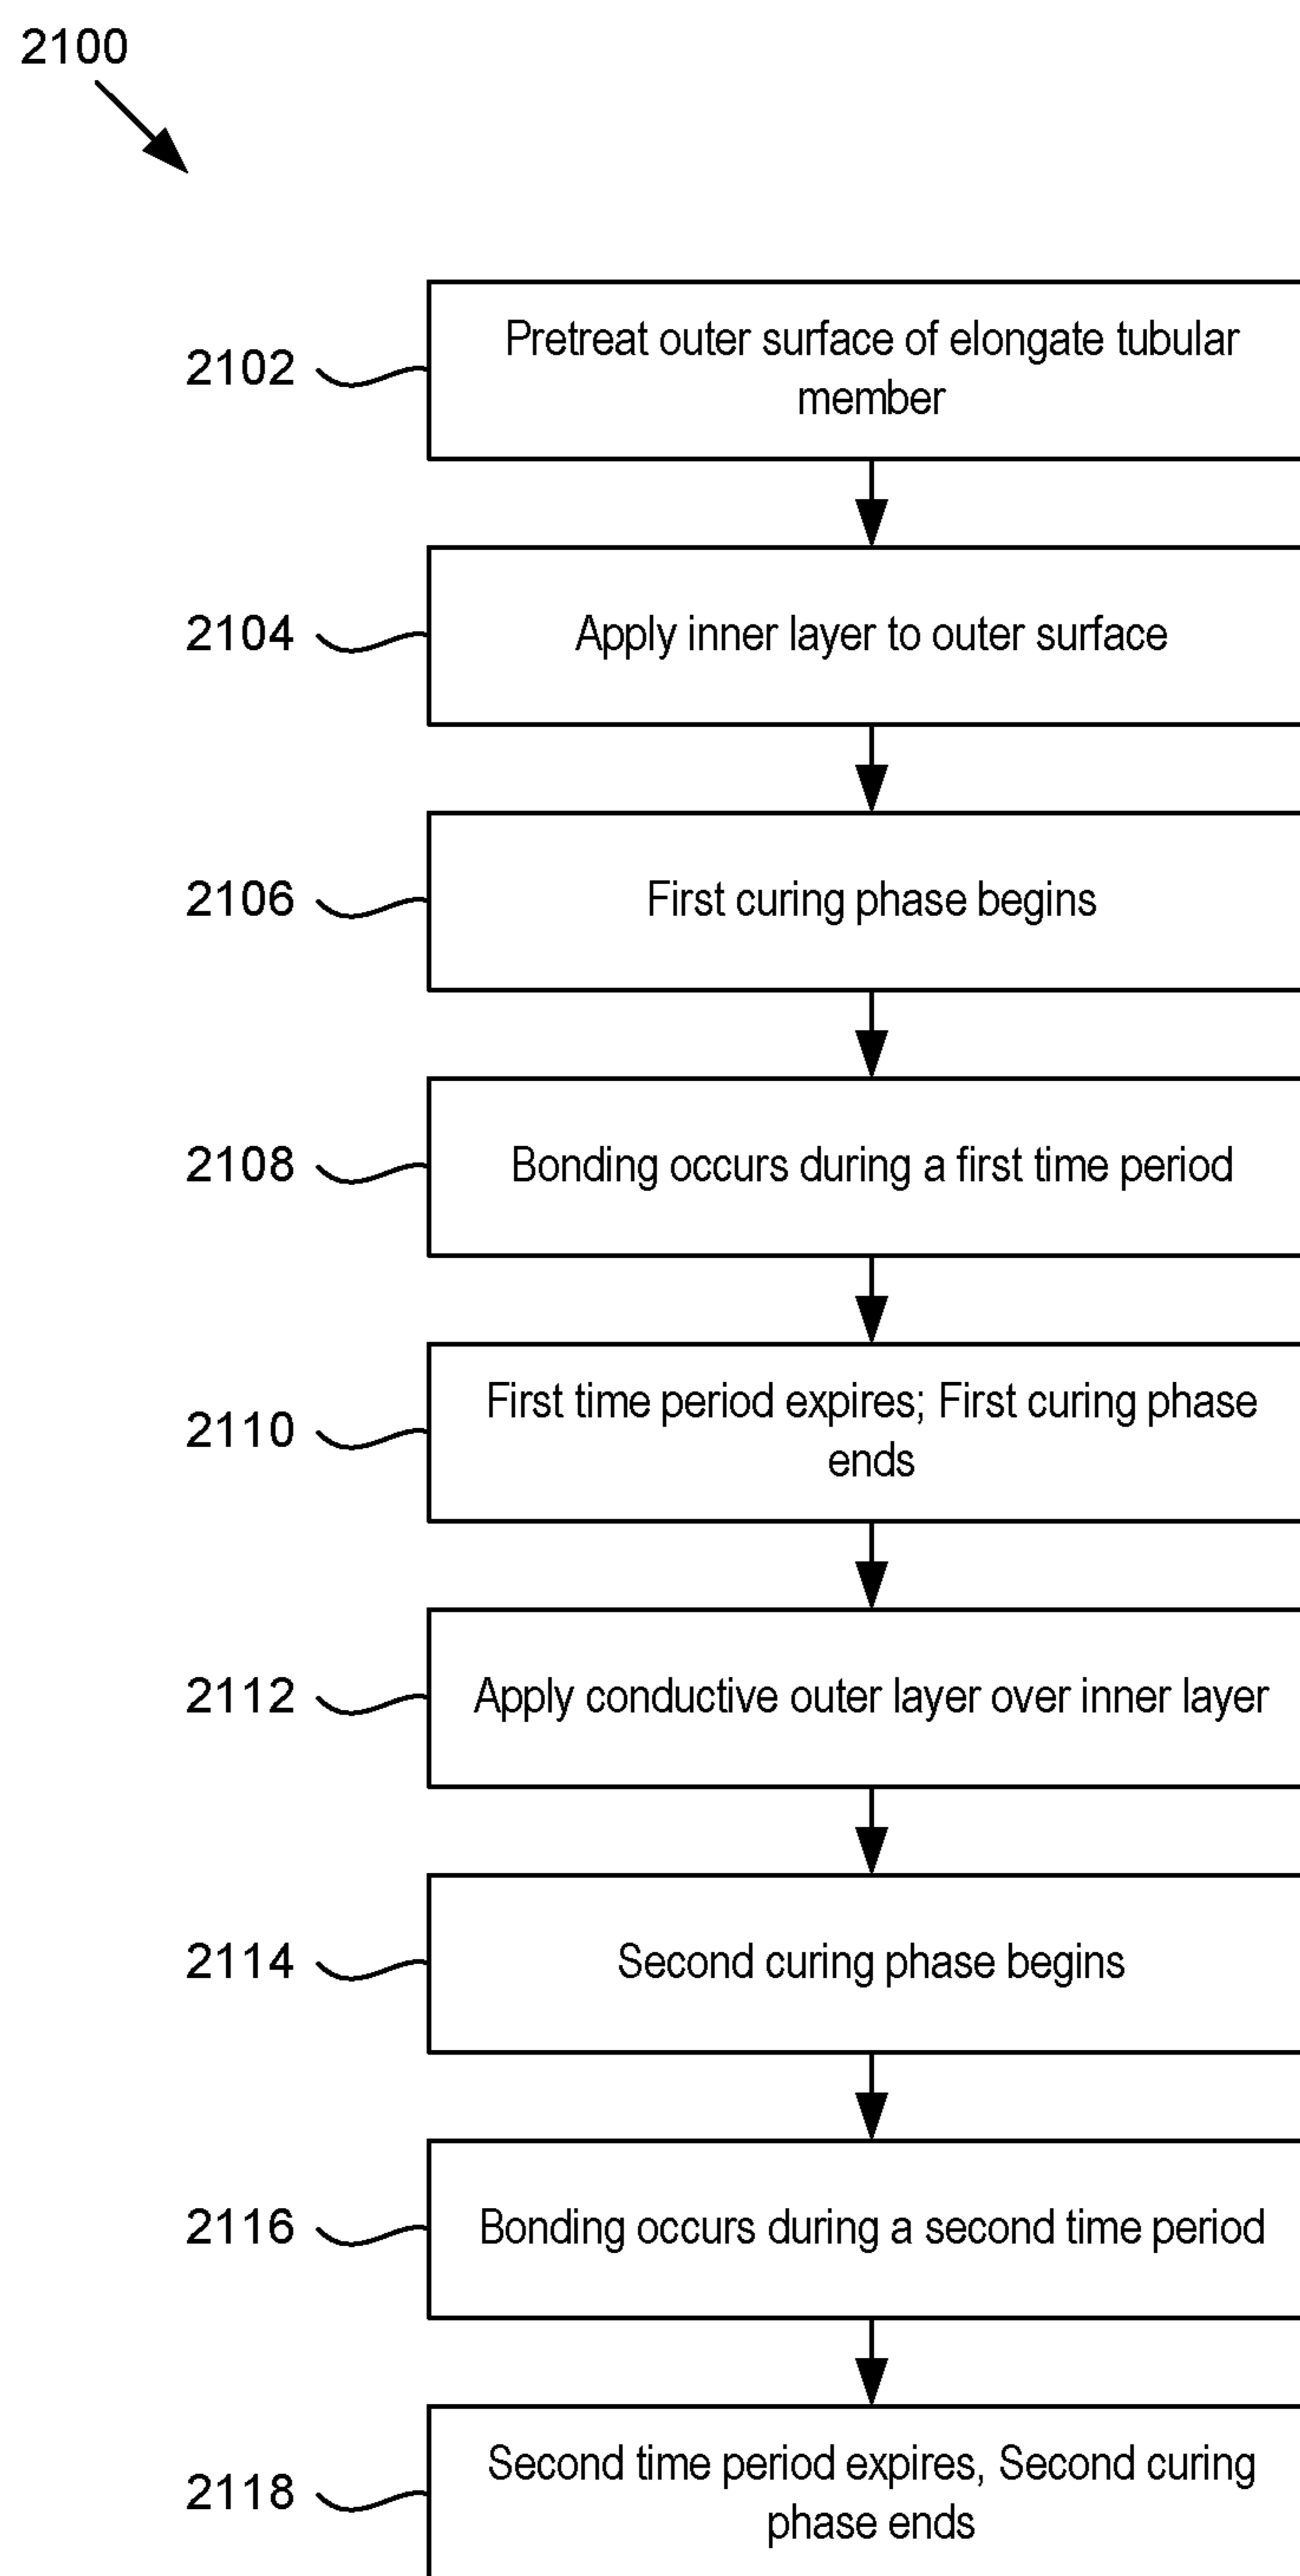 2100
2102
Pretreat outer surface of elongate tubular
member
2104
Apply inner layer to outer surface
2106
First curing phase begins
2108
Bonding occurs during a first time period
2110
First time period expires; First curing phase
ends
2112
Apply conductive outer layer over inner layer
2114
Second curing phase begins
2116
Bonding occurs during a second time period
2118
Second time period expires, Second curing
phase ends